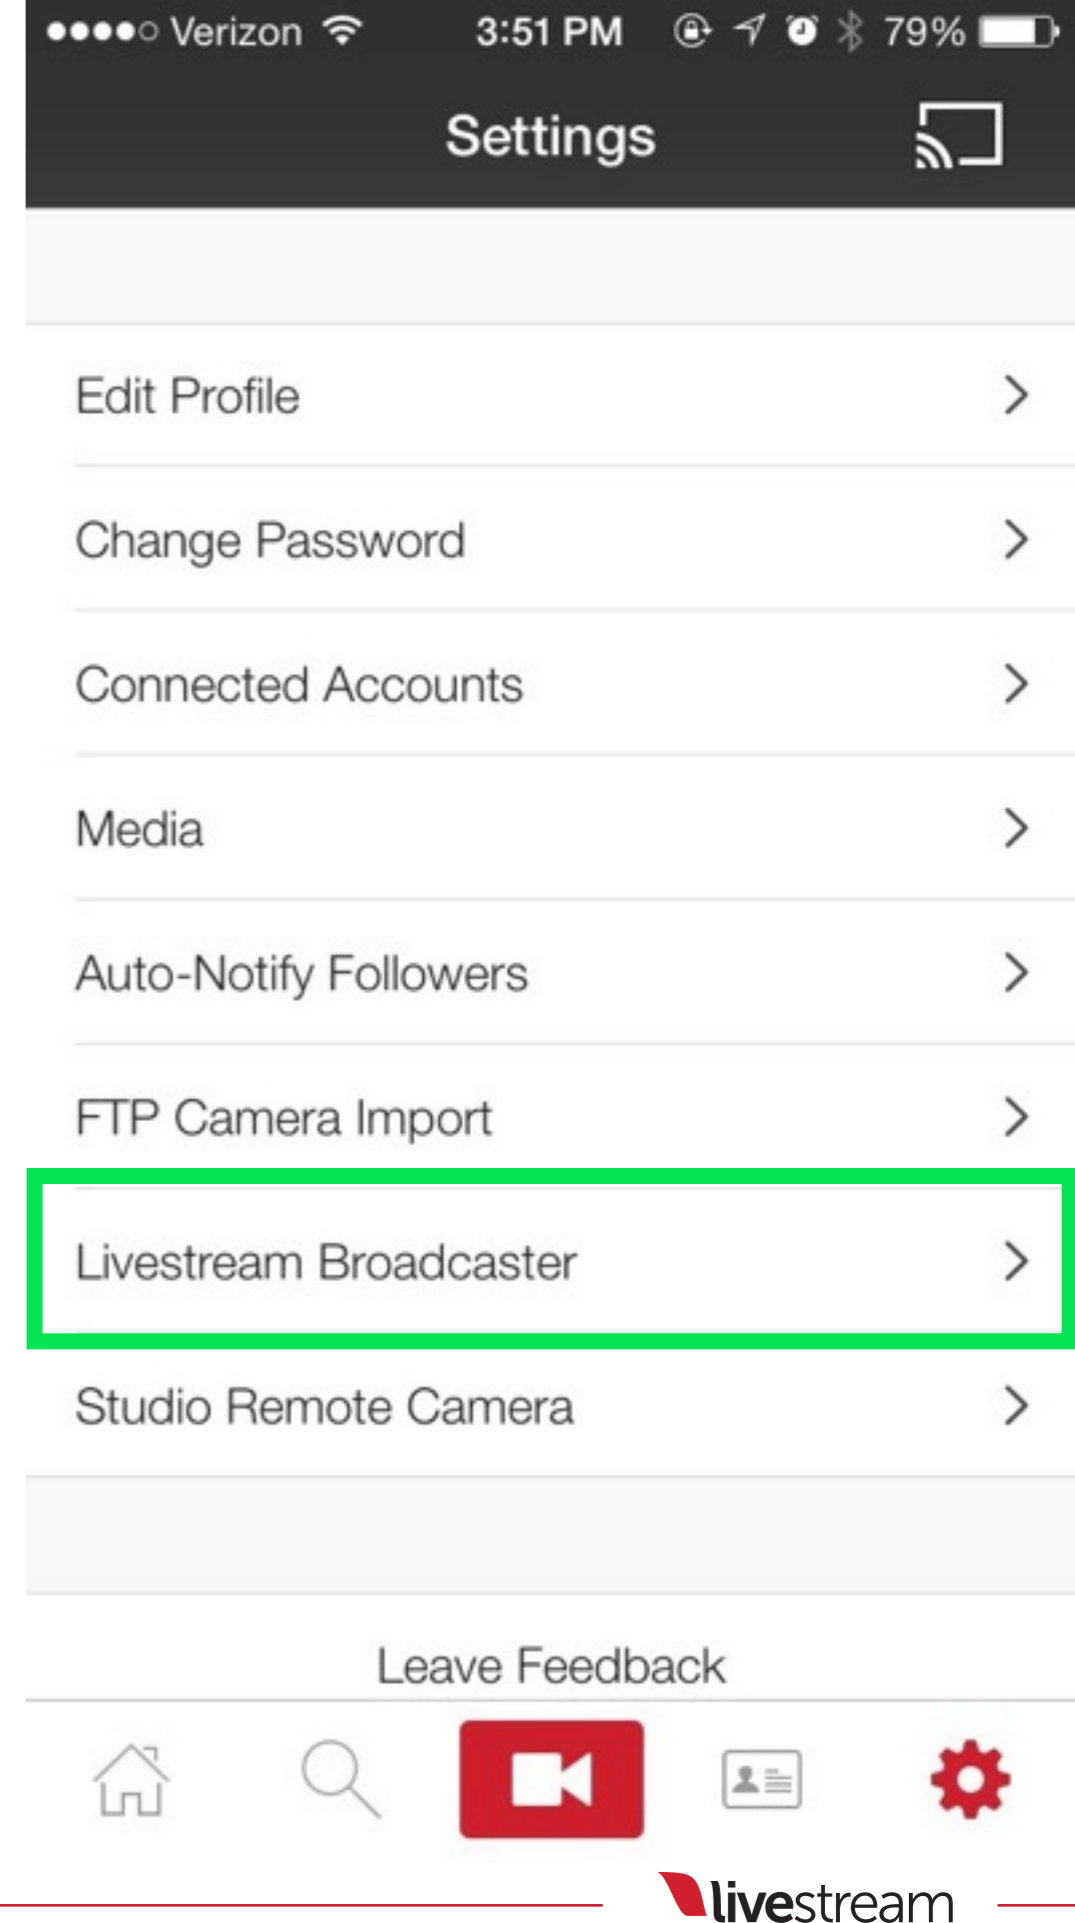 Verizon 3:51 PM 79%
Settings
Edit Profile
Change Password
Connected Accounts
Media
Auto-Notify Followers
FTP Camera Import
Livestream Broadcaster
Studio Remote Camera
Leave Feedback
livestream